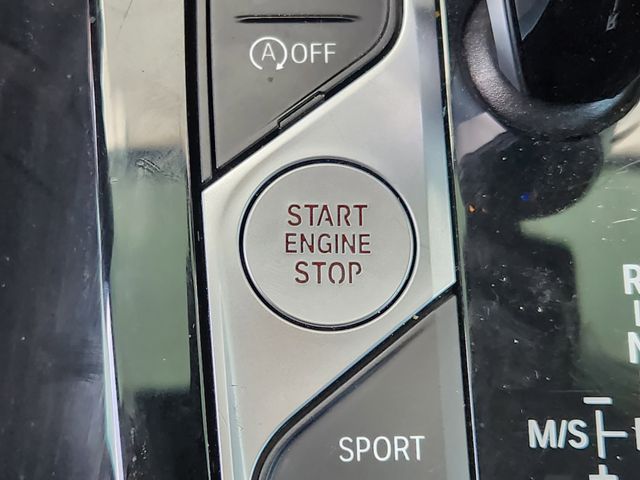 A OFF
START
ENGINE
STOP
SPORT
R
N
M/S
+